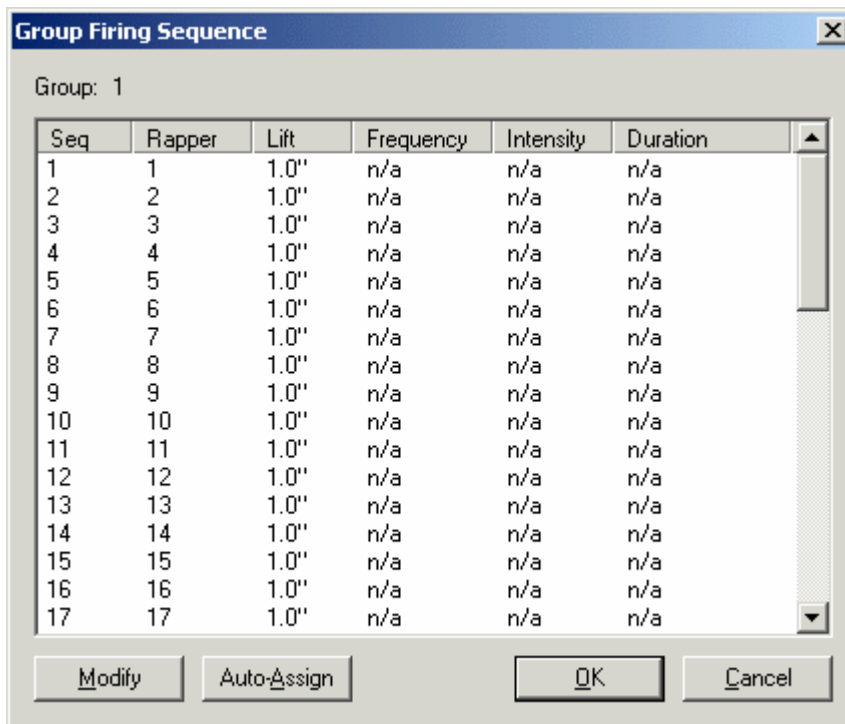 Group Firing Sequence
Group: 1
Seq Rapper Lift Frequency Intensity Duration
1 1 1.0" n/a n/a n/a
2 2 1.0" n/a n/a n/a
3 3 1.0" n/a n/a n/a
4 4 1.0" n/a n/a n/a
5 5 1.0" n/a n/a n/a
6 6 1.0" n/a n/a n/a
7 7 1.0" n/a n/a n/a
8 8 1.0" n/a n/a n/a
9 9 1.0" n/a n/a n/a
10 10 1.0" n/a n/a n/a
11 11 1.0" n/a n/a n/a
12 12 1.0" n/a n/a n/a
13 13 1.0" n/a n/a n/a
14 14 1.0" n/a n/a n/a
15 15 1.0" n/a n/a n/a
16 16 1.0" n/a n/a n/a
17 17 1.0" n/a n/a n/a
Modify Auto-Assign OK Cancel